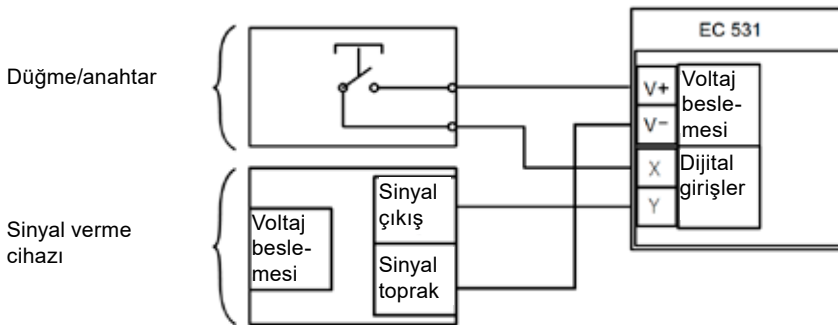 EC 531
Düğme/anahtar
V+
Voltaj
besle-
mesi
V−
X
Dijital
girişler
Y
Sinyal verme
cihazı
Voltaj
besle-
mesi
Sinyal
çıkış
Sinyal
toprak